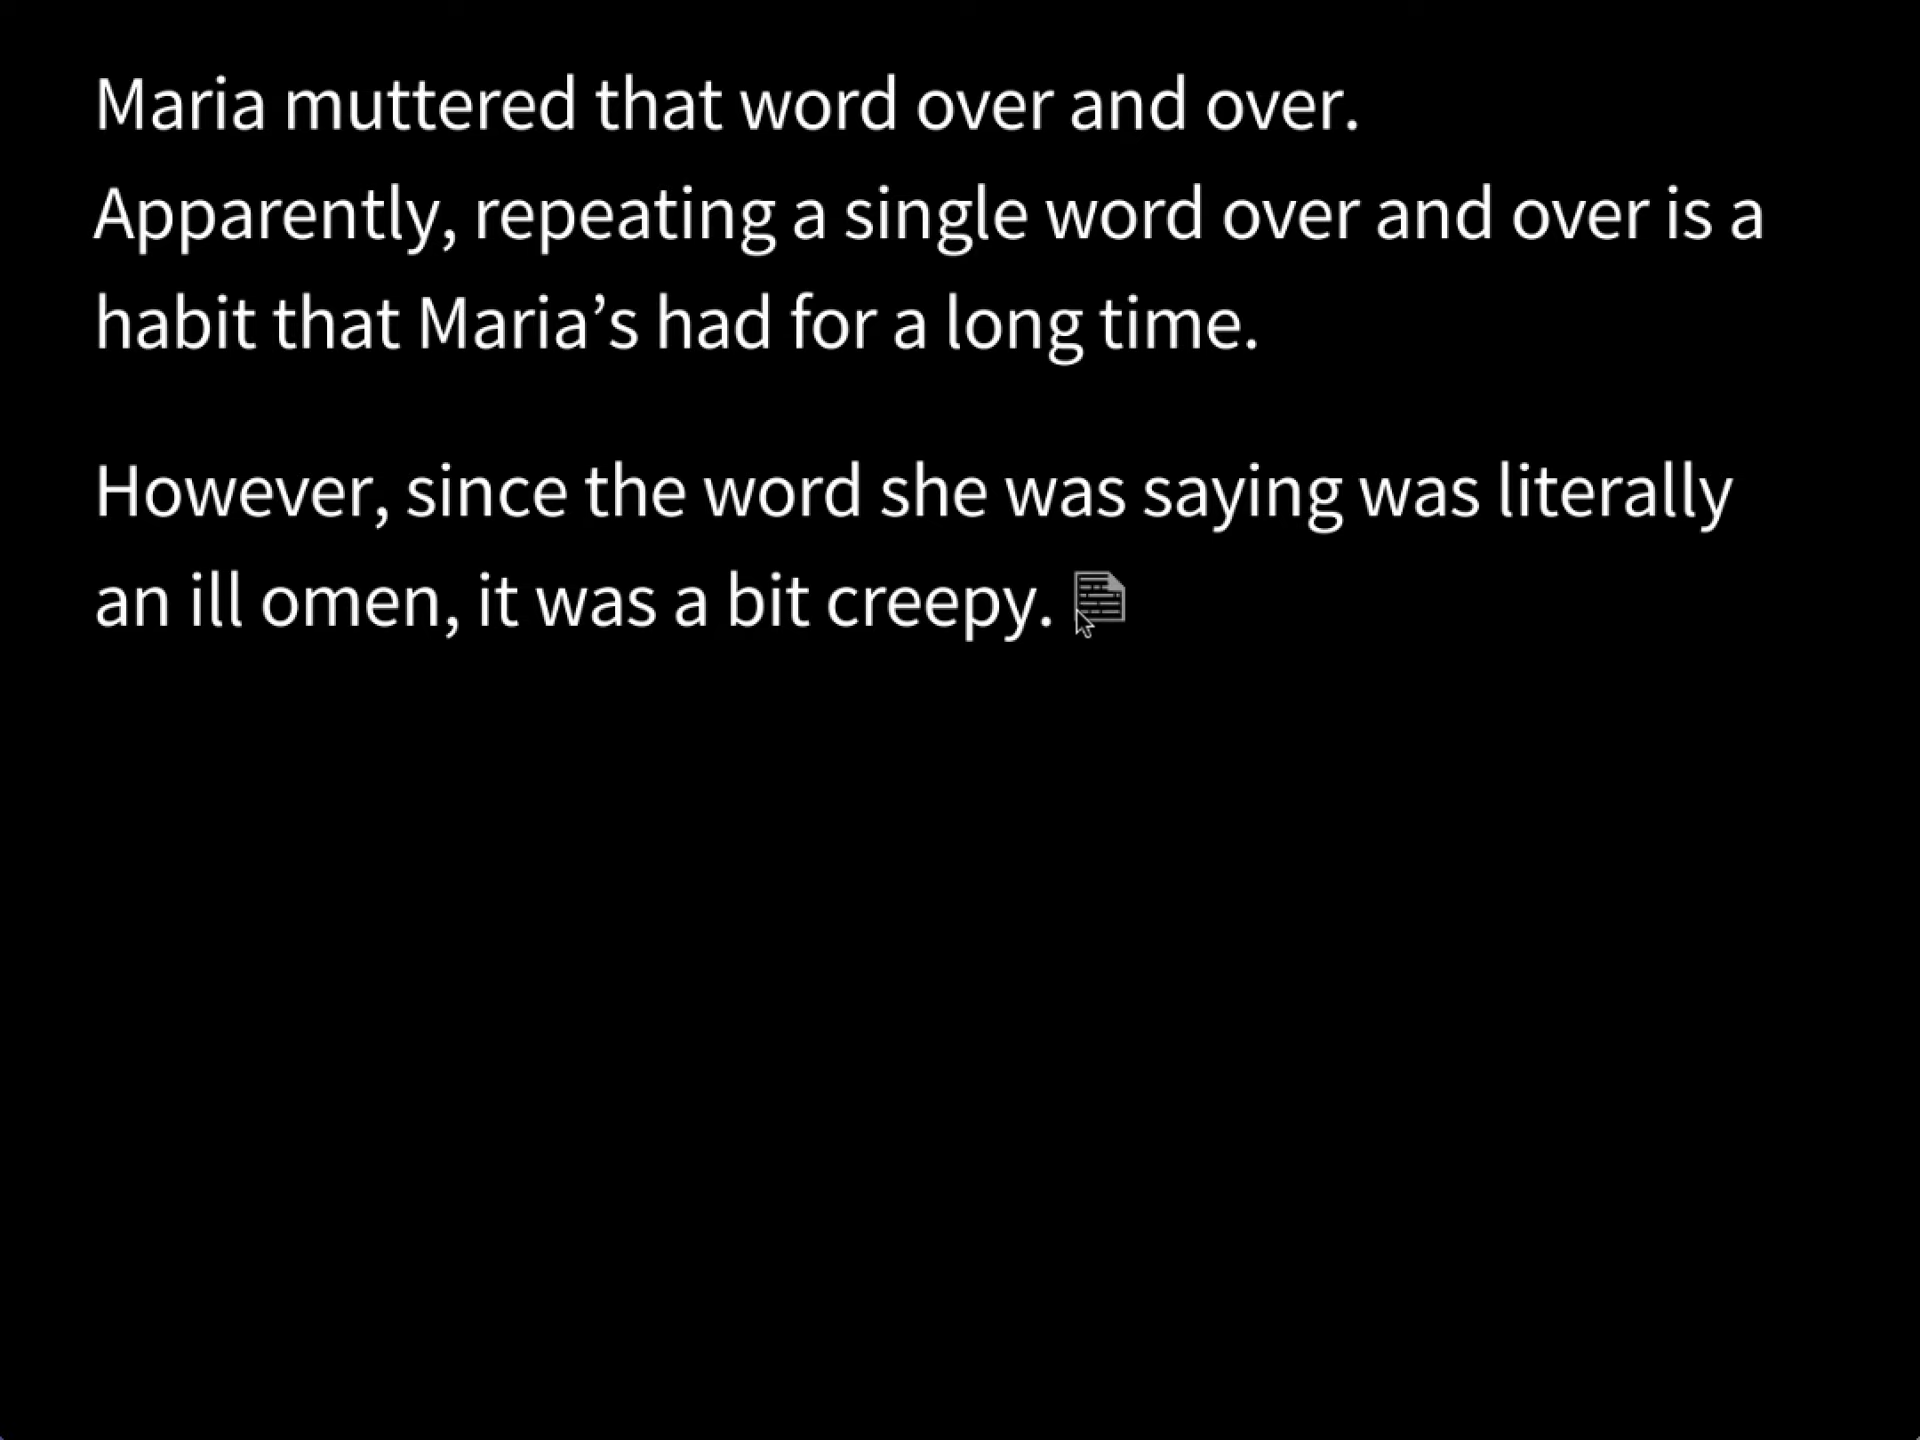 Maria muttered that word over and over.
Apparently, repeating a single word over and over is a
habit that Maria’s had for a long time.
However, since the word she was saying was literally
an ill omen, it was a bit creepy.